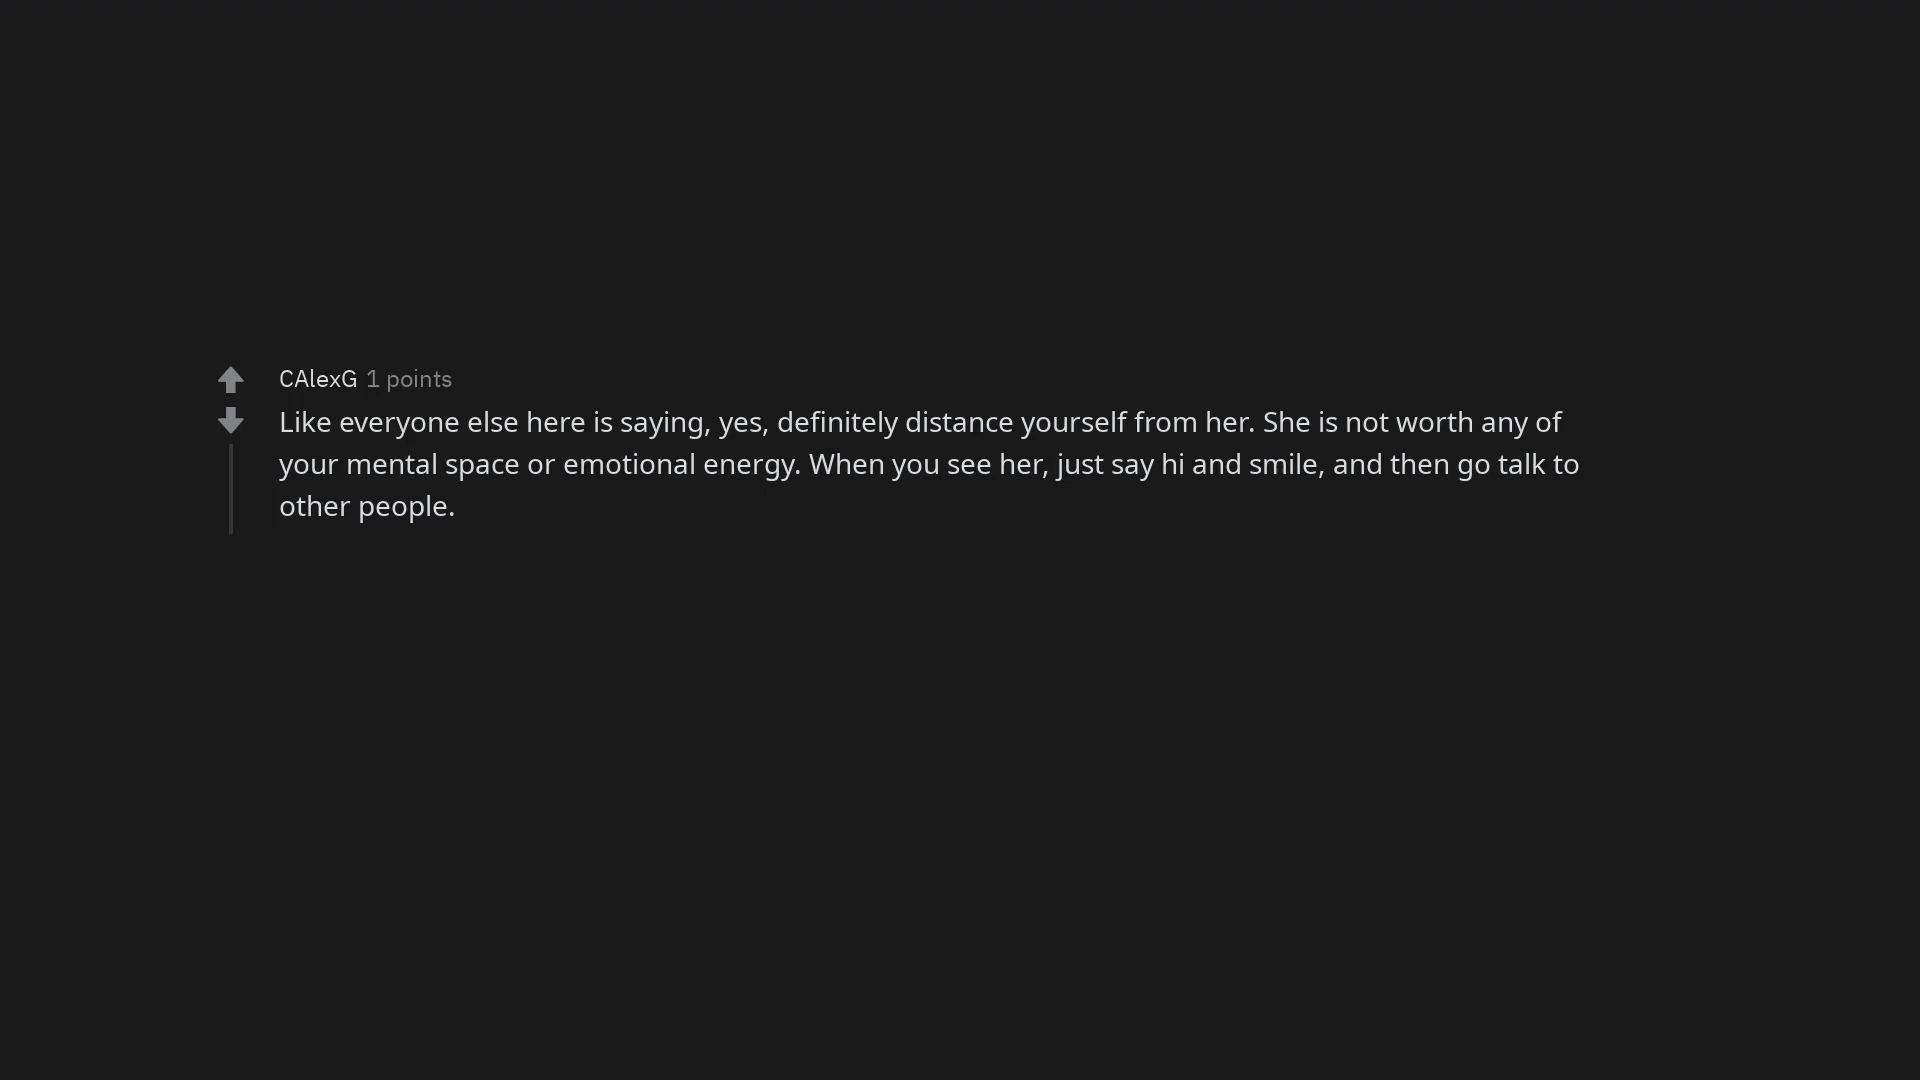 CAlexG 1 points
Like everyone else here is saying, yes, definitely distance yourself from her. She is not worth any of
your mental space or emotional energy. When you see her, just say hi and smile, and then go talk to
other people.